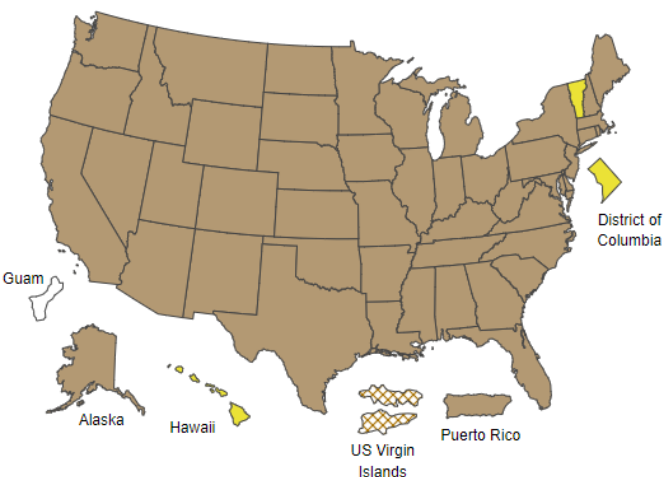 District of
Columbia
Guam
Alaska
Hawaii
Puerto Rico
US Virgin
Islands